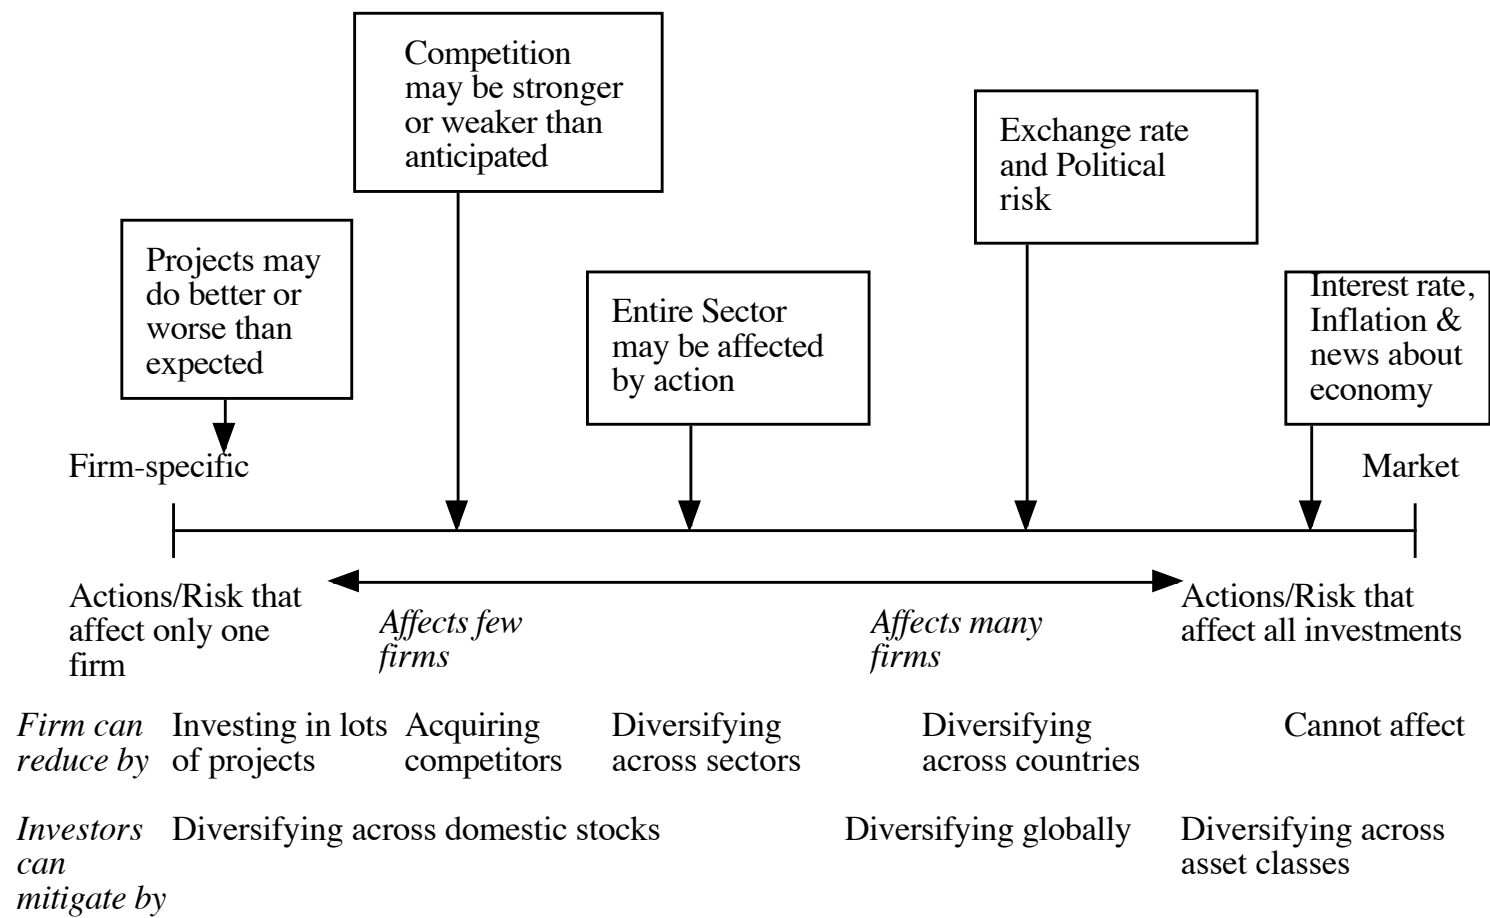 Competition
may be stronger
or weaker than
anticipated
Exchange rate
and Political
risk
Projects may
do better or
worse than
expected
Entire Sector
may be affected
by action
Interest rate,
Inflation &
news about
economy
Firm-specific
Market
Actions/Risk that
affect only one
firm
Affects few
firms
Affects many
firms
Actions/Risk that
affect all investments
Firm can
reduce by
Investing in lots
of projects
Acquiring
competitors
Diversifying
across sectors
Diversifying
across countries
Cannot affect
Investors
can
mitigate by
Diversifying across domestic stocks
Diversifying globally
Diversifying across
asset classes